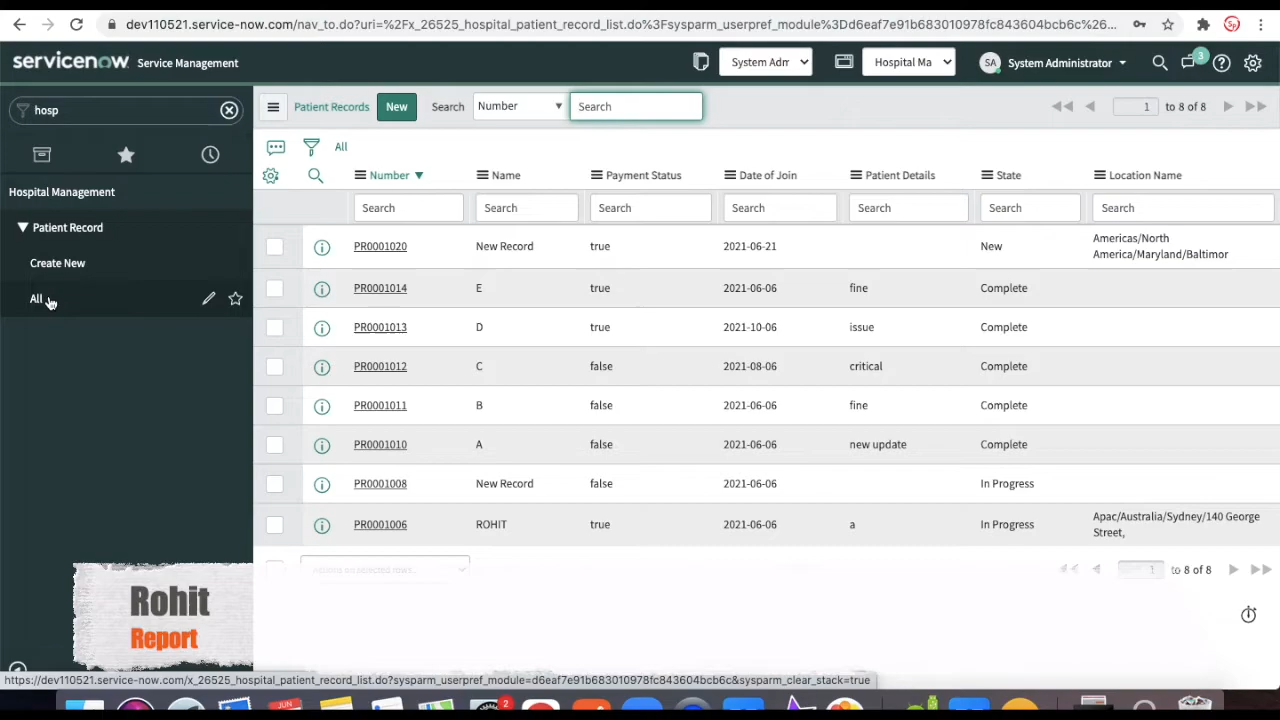 dev110521.service-now.com/nav_to.do?uri=%2Fx_26525_hospital_patient_record_list.do%3Fsysparm_userpref_module%3Dd6eaf7e91b683010978fc843604bcb6c%26...
servicenow Service Management
System Adm
Hospital Ma
SA System Administrator
3
hosp
Patient Records New Search Number Search
1 to 8 of 8
All
Number Name Payment Status Date of Join Patient Details State Location Name
Search Search Search Search Search Search Search
Hospital Management
Patient Record
Create New
All
PR0001020 New Record true 2021-06-21 New Americas/North
America/Maryland/Baltimor
PR0001014 E true 2021-06-06 fine Complete
PR0001013 D true 2021-10-06 issue Complete
PR0001012 C false 2021-08-06 critical Complete
PR0001011 B false 2021-06-06 fine Complete
PR0001010 A false 2021-06-06 new update Complete
PR0001008 New Record false 2021-06-06 In Progress
PR0001006 ROHIT true 2021-06-06 a In Progress Apac/Australia/Sydney/140 George
Street,
Actions on selected rows...
1 to 8 of 8
Rohit
Report
https://dev110521.service-now.com/x_26525_hospital_patient_record_list.do?sysparm_userpref_module=d6eaf7e91b683010978fc843604bcb6c&sysparm_clear_stack=true
JUN
2